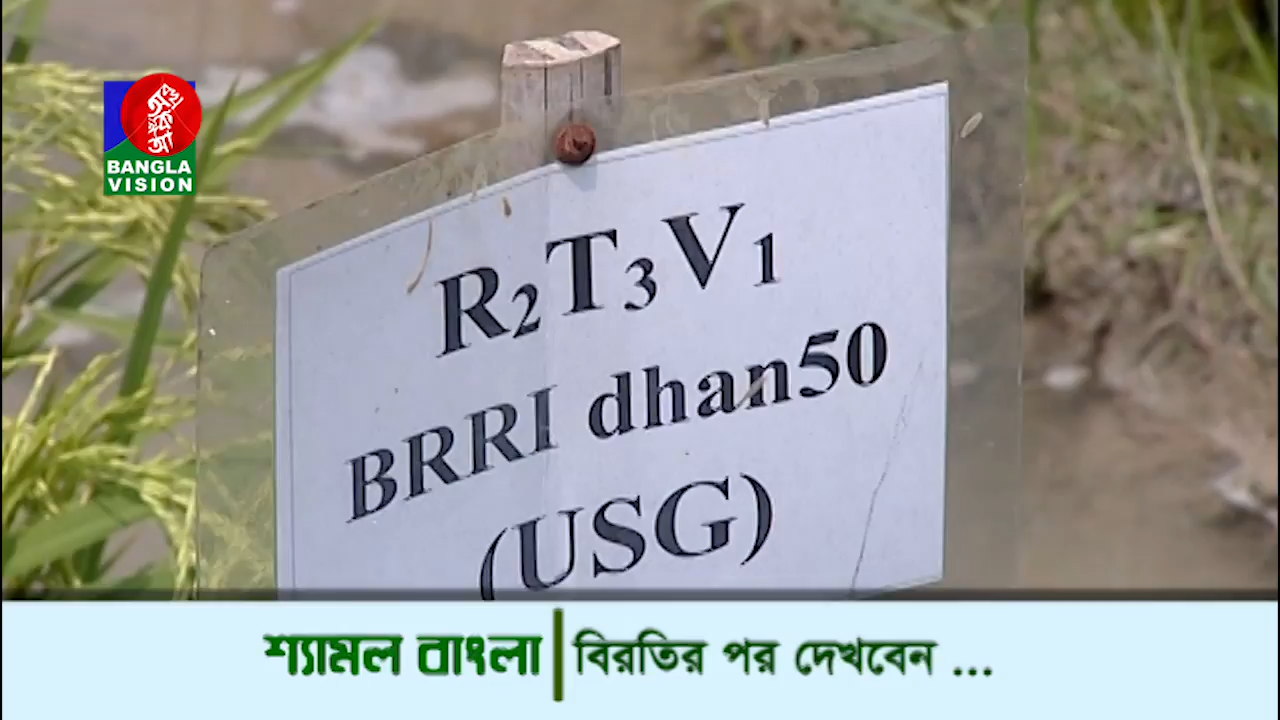 BANGLA
VISION
R₂T₃V₁
BRRI dhan50
(USG)
শ্যামল বাংলা বিরতির পর দেখবেন ...